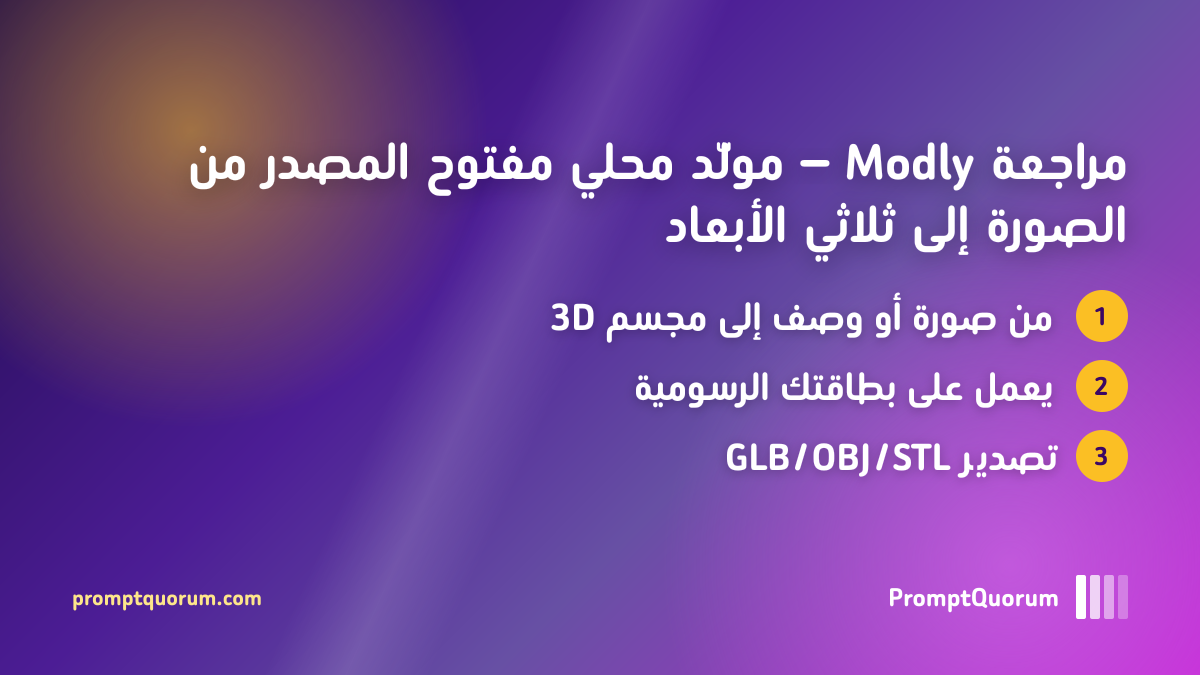 مراجعة Modly – مولّد محلي مفتوح المصدر من
الصورة إلى ثلاثي الأبعاد
1 من صورة أو وصف إلى مجسم 3D
2 يعمل على بطاقتك الرسومية
3 تصدير GLB/OBJ/STL
PromptQuorum
promptquorum.com